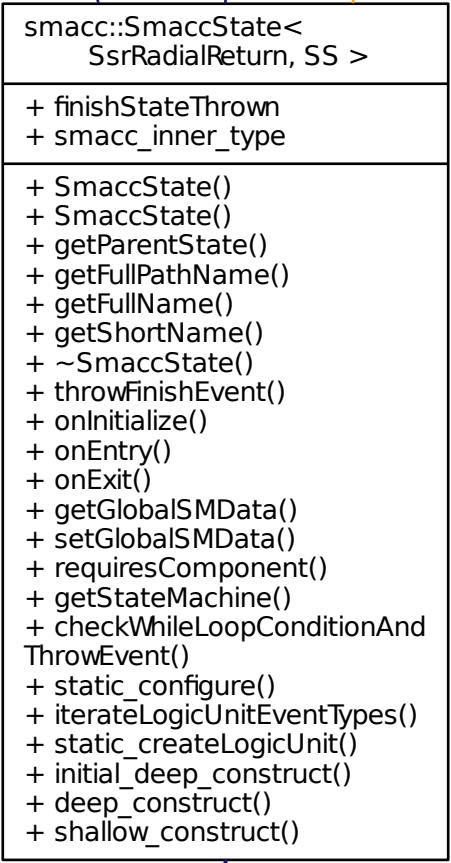 smacc::SmaccState<
SsrRadialReturn, SS >
+ finishStateThrown
+ smacc_inner_type
+ SmaccState()
+ SmaccState()
+ getParentState()
+ getFullPathName()
+ getFullName()
+ getShortName()
+ ~SmaccState()
+ throwFinishEvent()
+ onInitialize()
+ onEntry()
+ onExit()
+ getGlobalSMData()
+ setGlobalSMData()
+ requiresComponent()
+ getStateMachine()
+ checkWhileLoopConditionAnd
ThrowEvent()
+ static_configure()
+ iterateLogicUnitEventTypes()
+ static_createLogicUnit()
+ initial_deep_construct()
+ deep_construct()
+ shallow_construct()